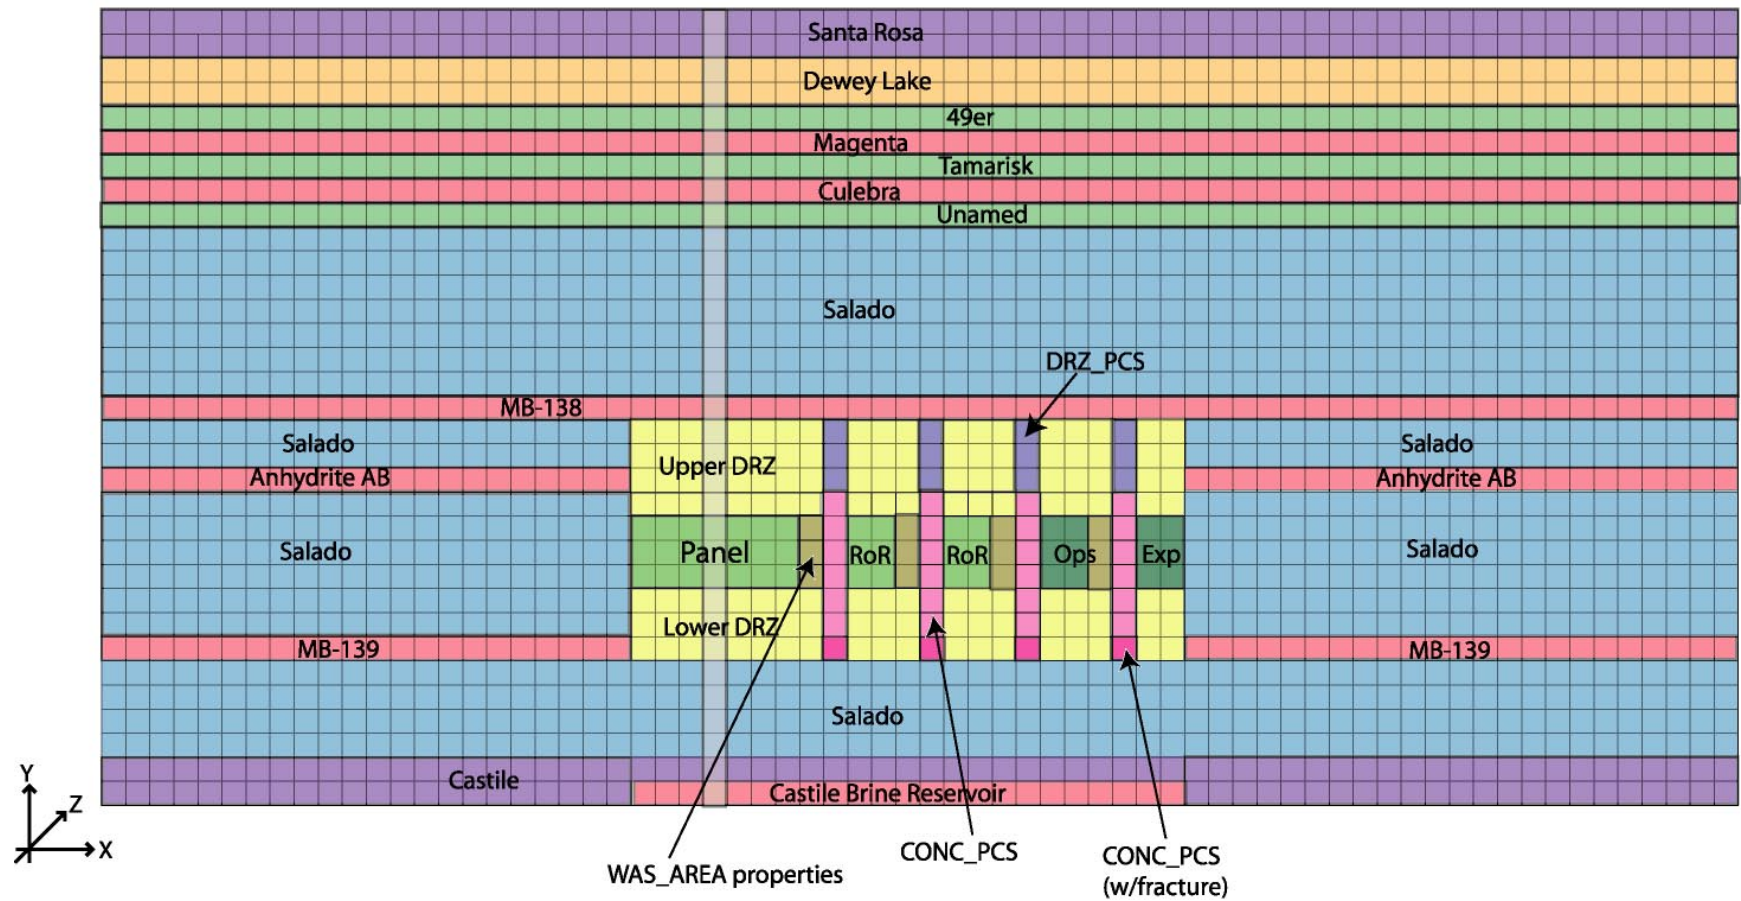 Santa Rosa
Dewey Lake
49er
Magenta
Tamarisk
Culebra
Unamed
Salado
DRZ_PCS
MB-138
Salado
Salado
Upper DRZ
Anhydrite AB
Anhydrite AB
Salado
Panel
RoR
RoR
Ops
Exp
Salado
Lower DRZ
MB-139
MB-139
Salado
Castile
Castile Brine Reservoir
Y
Z
X
WAS_AREA properties
CONC_PCS
CONC_PCS
(w/fracture)